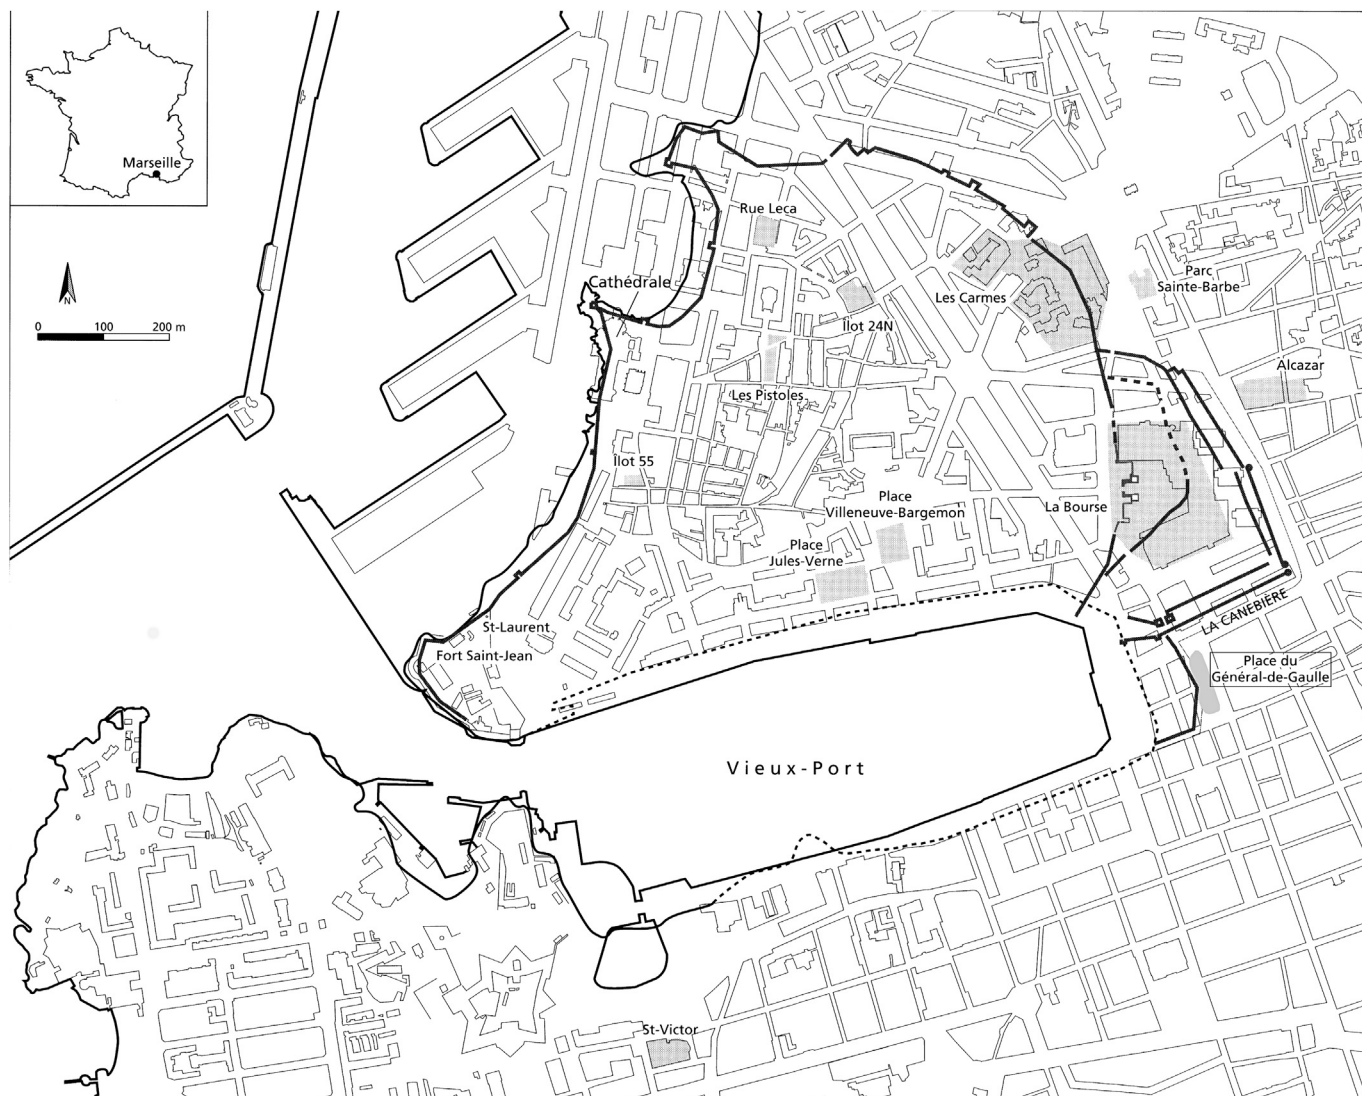 Marseille
N
0 100 200 m
Rue Leca
Cathédrale
Les Carmes
Parc
Sainte-Barbe
Îlot 24N
Alcazar
Les Pistoles
Îlot 55
Place
Villeneuve-Bargemon
La Bourse
Place
Jules-Verne
LA CANEBIÈRE
St-Laurent
Fort Saint-Jean
Place du
Général-de-Gaulle
Vieux-Port
St-Victor